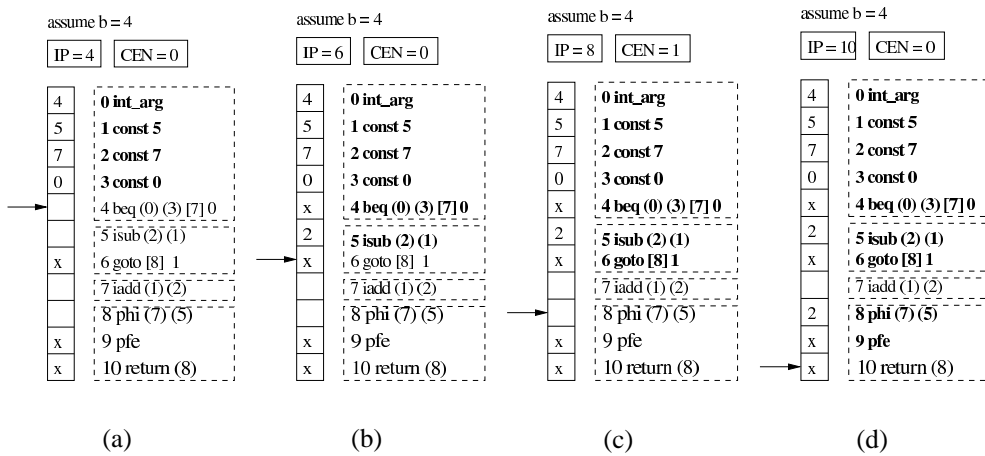 assume b = 4
IP = 4 CEN = 0
4 0 int_arg
5 1 const 5
7 2 const 7
0 3 const 0
4 beq (0) (3) [7] 0
5 isub (2) (1)
x 6 goto [8] 1
7 iadd (1) (2)
8 phi (7) (5)
x 9 pfe
x 10 return (8)
(a)
assume b = 4
IP = 6 CEN = 0
4 0 int_arg
5 1 const 5
7 2 const 7
0 3 const 0
x 4 beq (0) (3) [7] 0
2 5 isub (2) (1)
x 6 goto [8] 1
7 iadd (1) (2)
8 phi (7) (5)
x 9 pfe
x 10 return (8)
(b)
assume b = 4
IP = 8 CEN = 1
4 0 int_arg
5 1 const 5
7 2 const 7
0 3 const 0
x 4 beq (0) (3) [7] 0
2 5 isub (2) (1)
x 6 goto [8] 1
7 iadd (1) (2)
8 phi (7) (5)
x 9 pfe
x 10 return (8)
(c)
assume b = 4
IP = 10 CEN = 0
4 0 int_arg
5 1 const 5
7 2 const 7
0 3 const 0
x 4 beq (0) (3) [7] 0
2 5 isub (2) (1)
x 6 goto [8] 1
7 iadd (1) (2)
2 8 phi (7) (5)
x 9 pfe
x 10 return (8)
(d)